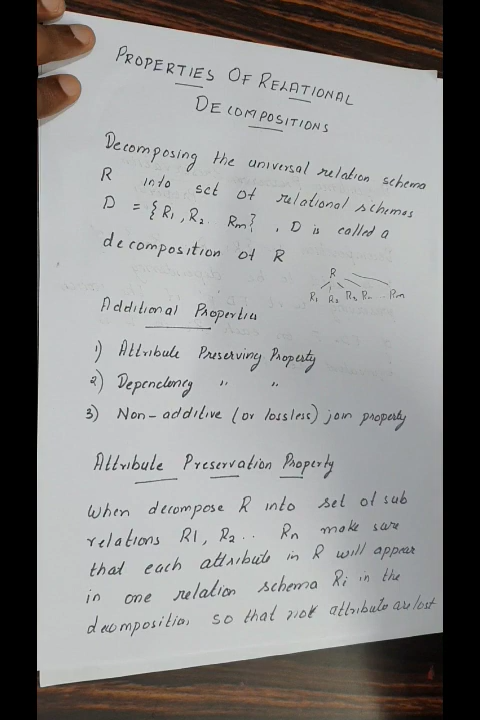 PROPERTIES OF RELATIONAL
DECOMPOSITIONS
Decomposing the universal relation schema
R into set of relational schemas
D = {R1, R2 Rm}, D is called a
decomposition of R
R
R1 R2 R3 R4 ... Rm
Additional Properties
1) Attribute Preserving Property
2) Dependency " "
3) Non-additive (or lossless) join property
Attribute Preservation Property
When decompose R into set of sub
relations R1, R2.. Rn make sure
that each attribute in R will appear
in one relation schema Ri in the
decomposition so that not attribute are lost